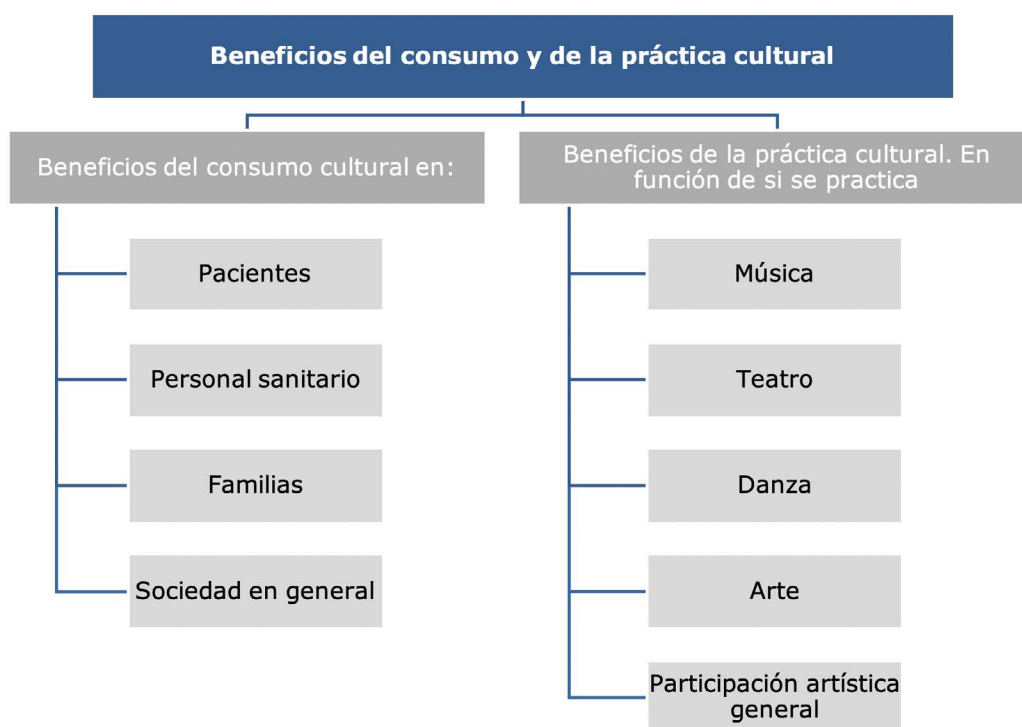 Beneficios del consumo y de la práctica cultural
Beneficios del consumo cultural en:
Pacientes
Personal sanitario
Familias
Sociedad en general
Beneficios de la práctica cultural. En
función de si se practica
Música
Teatro
Danza
Arte
Participación artística
general